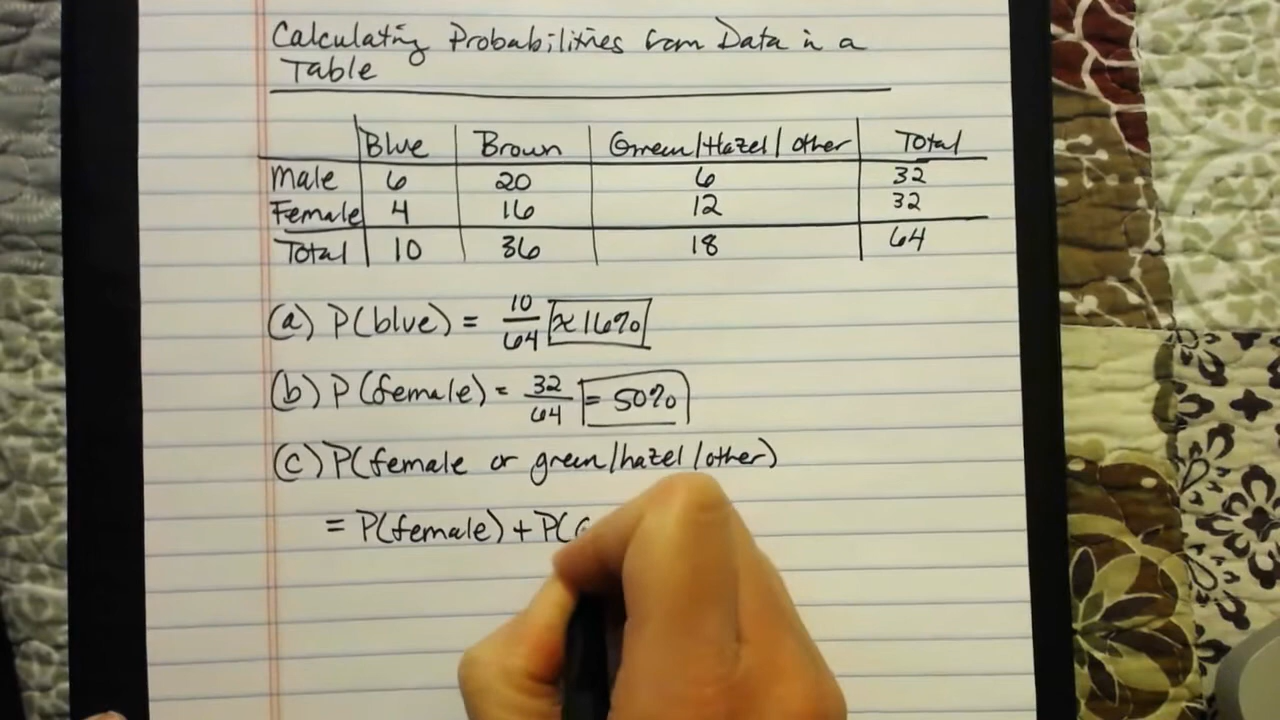 Calculating Probabilities from Data in a
Table
Blue Brown Green/Hazel/other Total
Male 6 20 6 32
Female 4 16 12 32
Total 10 36 18 64
(a) P(blue) = 10/64 ≈16%
(b) P(female) = 32/64 = 50%
(c) P(female or green/hazel/other)
= P(female) + P(